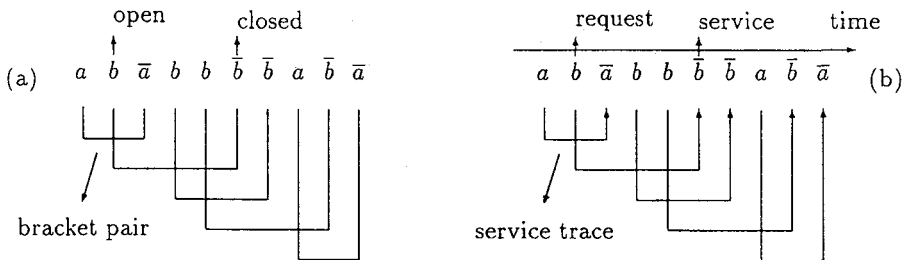 open closed
(a) a b a̅ b b b̅ b̅ a b̅ a̅
bracket pair
request service time
a b a̅ b b b̅ b̅ a b̅ a̅ (b)
service trace